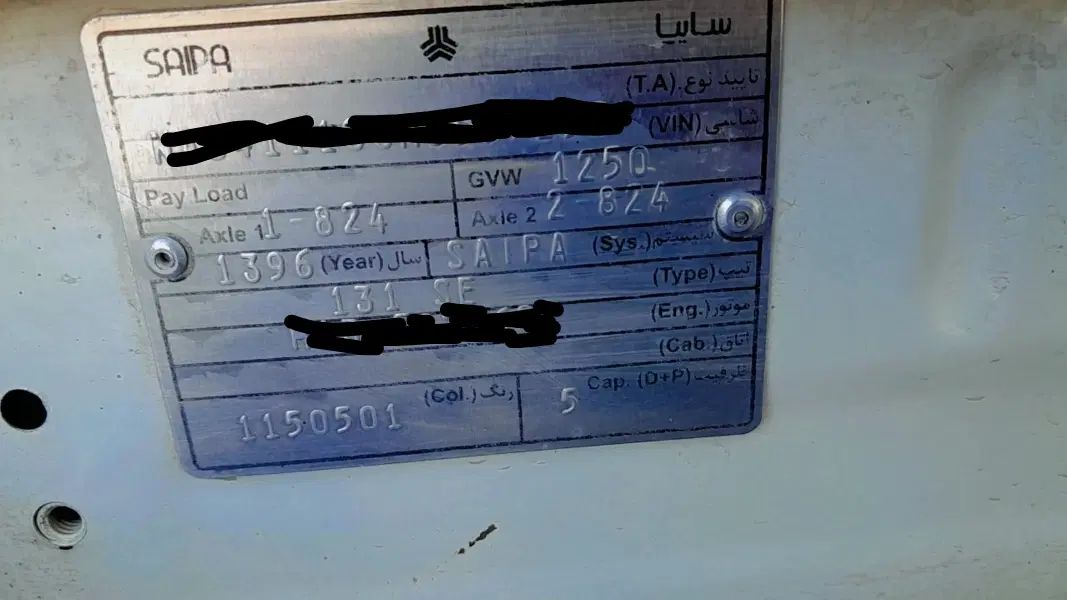 SAIPA سایپا
تایید نوع.(T.A)
شاسی (VIN)
Pay Load GVW 1250
Axle 1 1-824 Axle 2 2-824
1396 سال (Year) SAIPA سیستم(Sys.)
131 SE تیپ (Type)
موتور(Eng.)
اتاق(Cab.)
رنگ(Col.) ظرفیت Cap. (D+P)
1150501 5